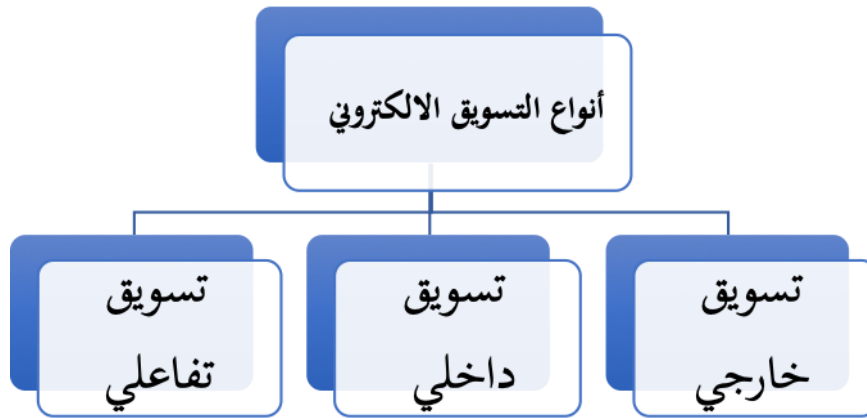 أنواع التسويق الالكتروني
تسويق
خارجي
تسويق
داخلي
تسويق
تفاعلي